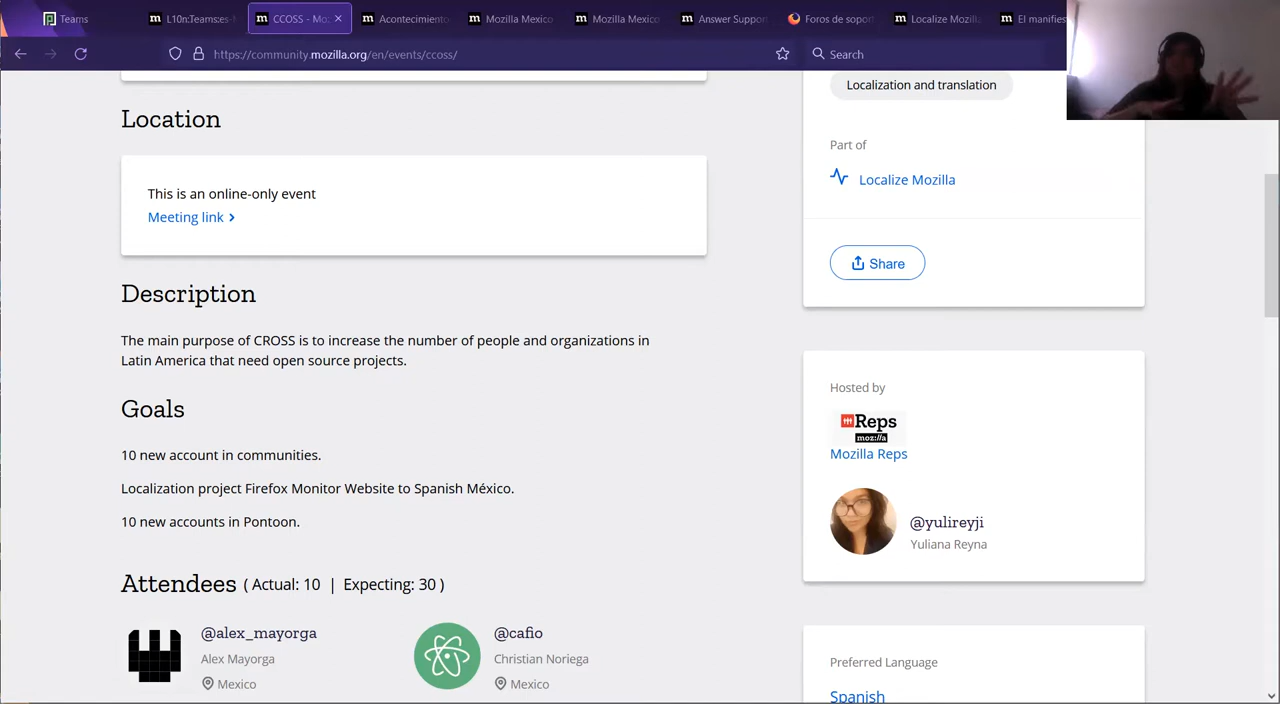 Teams
L10n:Teams:es-
CCOSS - Moz
Acontecimiento
Mozilla Mexico
Mozilla Mexico
Answer Suppor
Foros de soport
Localize Mozilla
El manifies
https://community.mozilla.org/en/events/ccoss/
Search
Location
This is an online-only event
Meeting link
Description
The main purpose of CROSS is to increase the number of people and organizations in
Latin America that need open source projects.
Goals
10 new account in communities.
Localization project Firefox Monitor Website to Spanish México.
10 new accounts in Pontoon.
Attendees ( Actual: 10 | Expecting: 30 )
@alex_mayorga
Alex Mayorga
Mexico
@cafio
Christian Noriega
Mexico
Localization and translation
Part of
Localize Mozilla
Share
Hosted by
Reps
moz://a
Mozilla Reps
@yulireyji
Yuliana Reyna
Preferred Language
Spanish